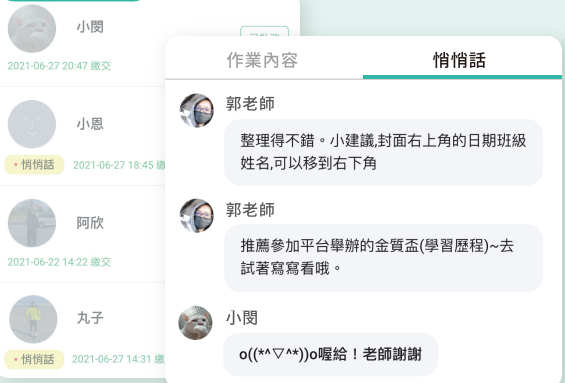 小閔
2021-06-27 20:47 繳交
小恩
• 悄悄話 2021-06-27 18:45 繳
阿欣
2021-06-22 14:22 繳交
丸子
• 悄悄話 2021-06-27 14:31 繳
作業內容 悄悄話
郭老師
整理得不錯。小建議,封面右上角的日期班級
姓名,可以移到右下角
郭老師
推薦參加平台舉辦的金質盃(學習歷程)~去
試著寫寫看哦。
小閔
o((*^▽^*))o喔給！老師謝謝